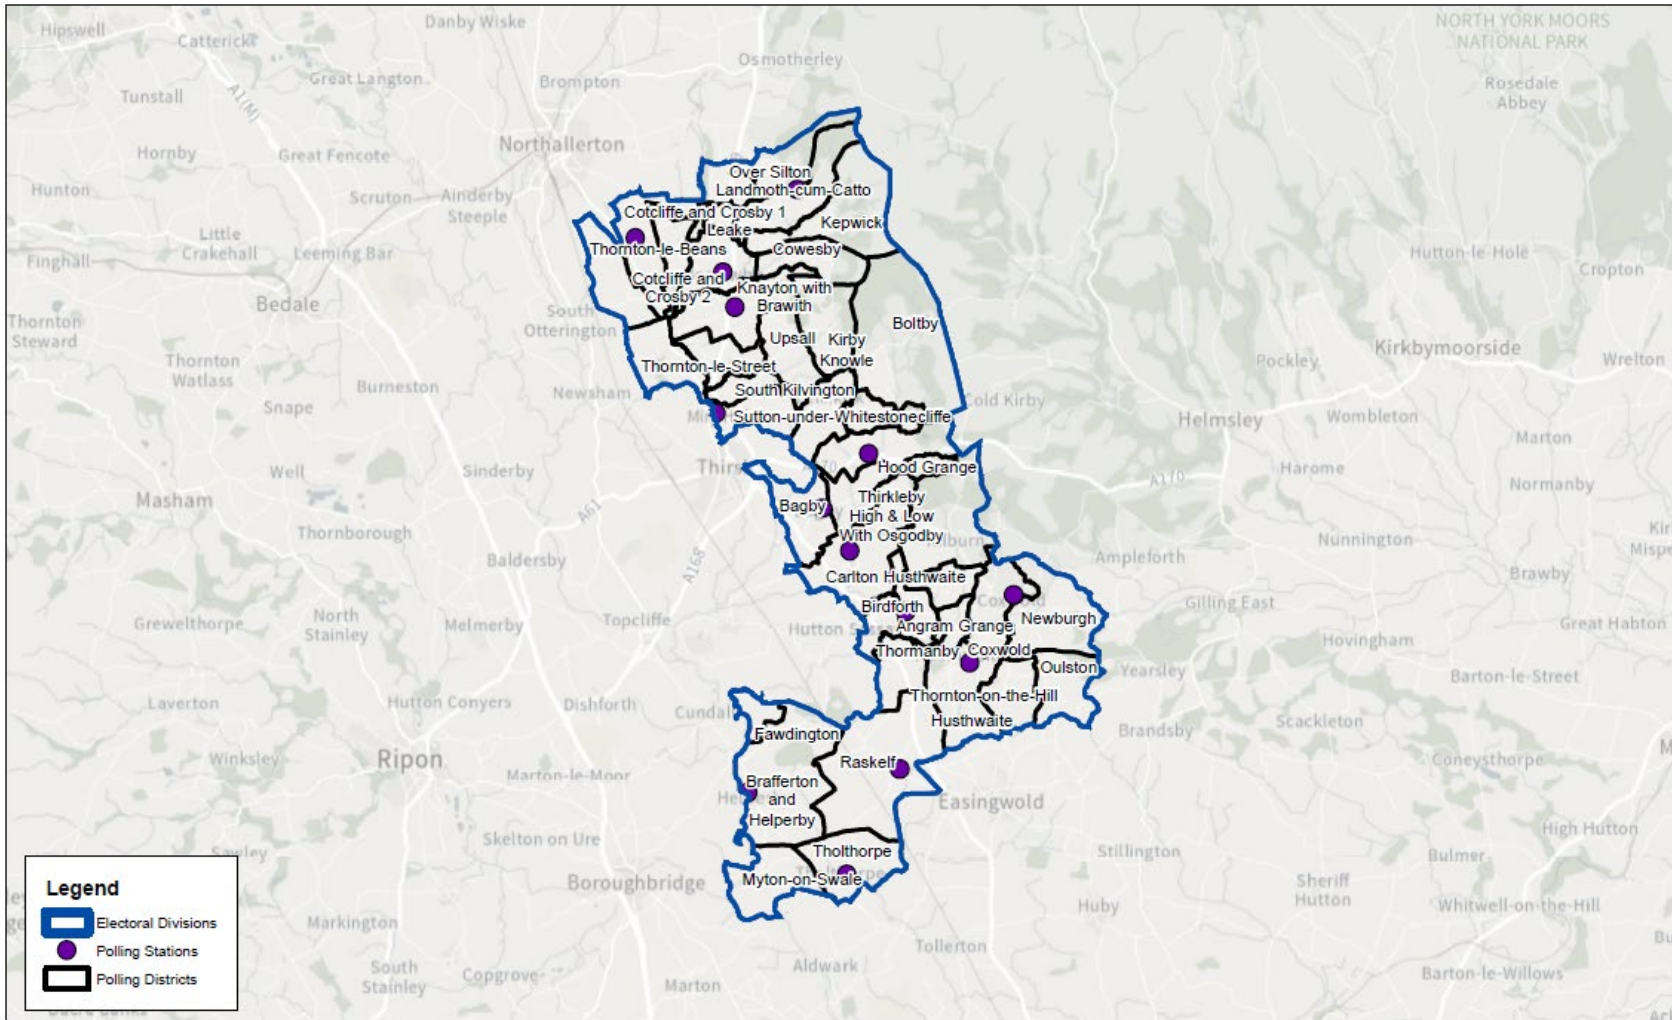 Hipswell
Danby Wiske
NORTH YORK MOORS
NATIONAL PARK
Catterick
Osmotherley
Great Langton
Brompton
Rosedale
Abbey
Tunstall
A1(M)
Northallerton
Hornby
Great Fencote
Over Silton
Hunton
Scruton
Ainderby
Steeple
Landmoth-cum-Catto
Cotcliffe and Crosby 1
Leake
Kepwick
Little
Crakehall
Leeming Bar
Thornton-le-Beans
Cowesby
Hutton-le-Hole
Finghall
Cropton
Cotcliffe and
Crosby 2
Knayton with
Brawith
Bedale
South
Otterington
Boltby
Thornton
Steward
Upsall
Kirby
Knowle
Kirkbymoorside
Thornton
Watlass
Pockley
Wrelton
Thornton-le-Street
Burneston
Newsham
South Kilvington
Snape
Cold Kirby
Sutton-under-Whitestonecliffe
Helmsley
Wombleton
Marton
Well
Sinderby
Thirs
Hood Grange
Harome
A170
Normanby
Masham
Bagby
Thirkleby
High & Low
With Osgodby
A61
Thornborough
Nunnington
Baldersby
A168
Ampleforth
Brawby
Carlton Husthwaite
Birdforth
Gilling East
North
Stainley
Grewelthorpe
Melmerby
Topcliffe
Angram Grange
Newburgh
Great Habton
Hovingham
Thormanby
Coxwold
Oulston
Yearsley
Barton-le-Street
Laverton
Hutton Conyers
Dishforth
Cundall
Thornton-on-the-Hill
Husthwaite
Brandsby
Scackleton
Fawdington
Winksley
Ripon
Raskelf
Coneysthorpe
Marton-le-Moor
Brafferton
and
Helperby
Easingwold
Skelton on Ure
High Hutton
Sawley
Tholthorpe
Stillington
Bulmer
Myton-on-Swale
Boroughbridge
Sheriff
Hutton
Huby
Whitwell-on-the-Hill
Markington
Tollerton
South
Stainley
Copgrove
Aldwark
Marton
Barton-le-Willows
Legend
Electoral Divisions
Polling Stations
Polling Districts